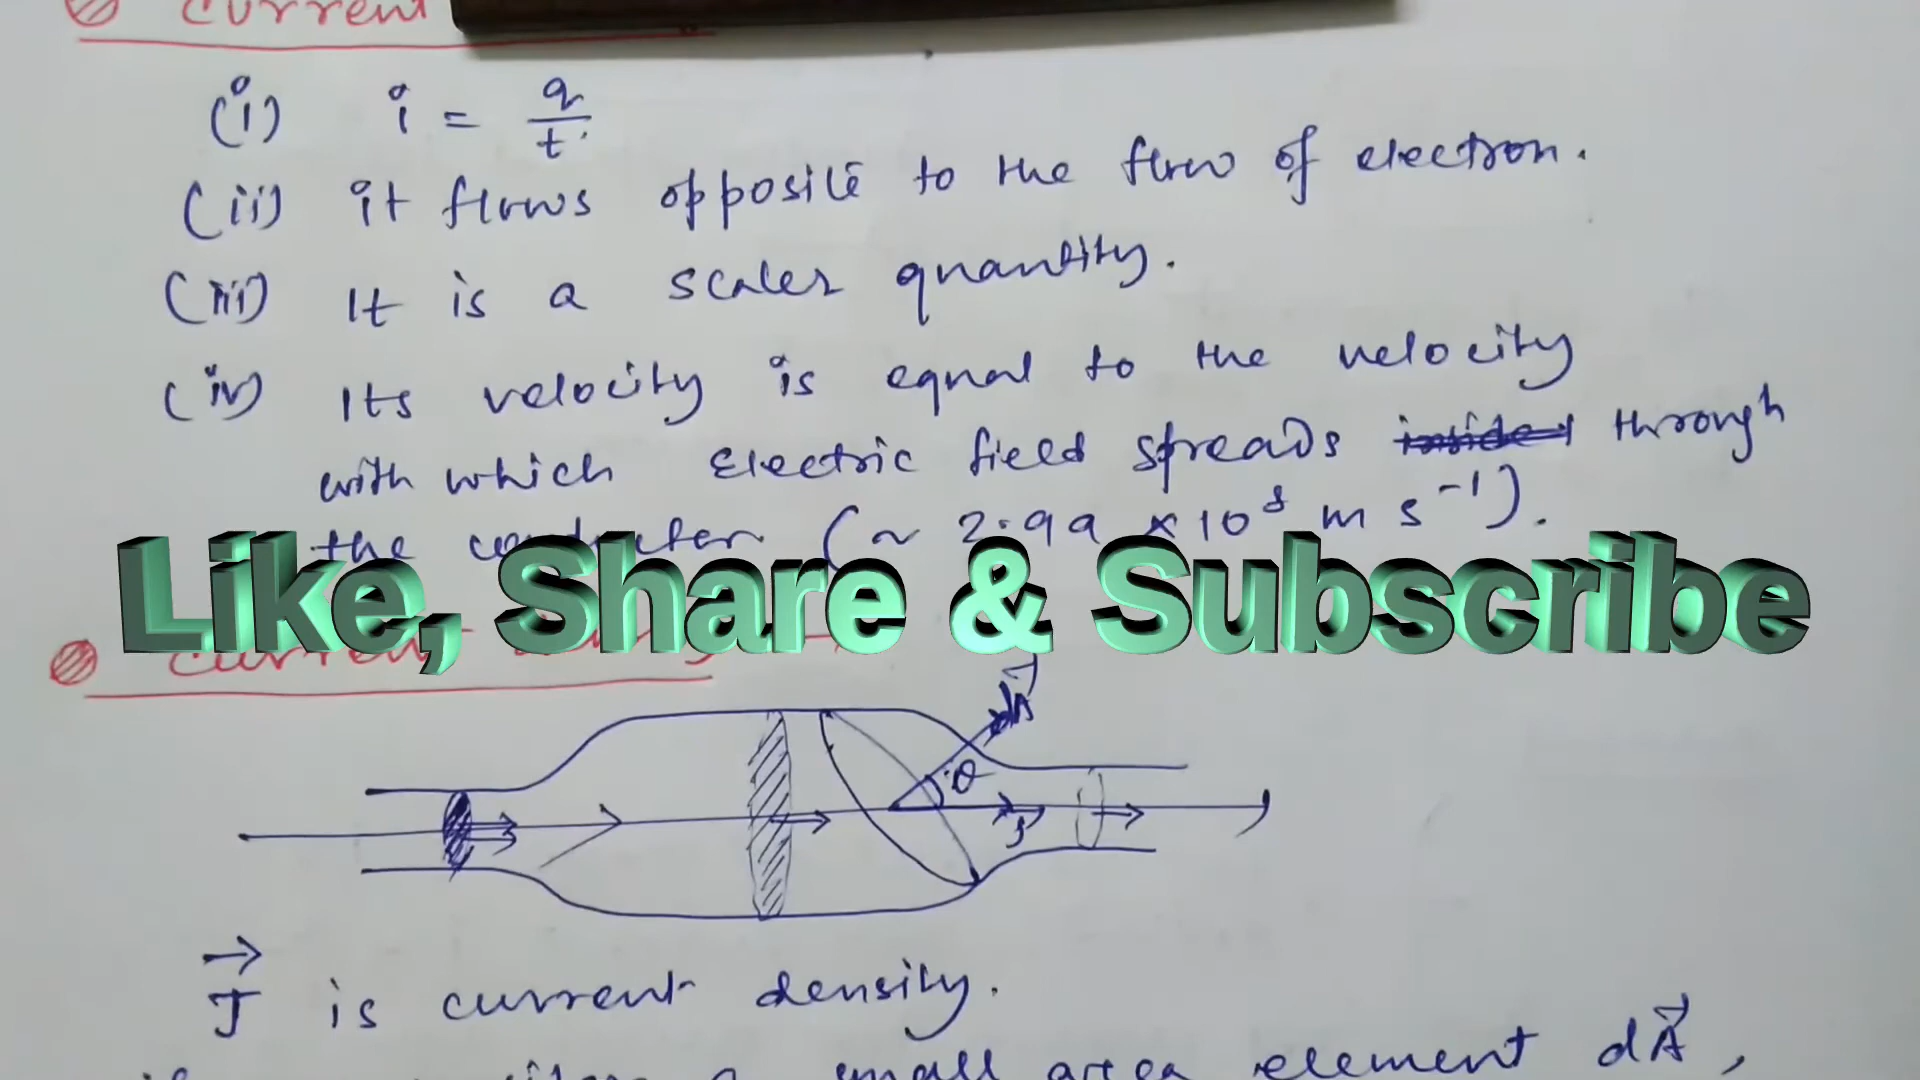 Current
(i) i = q/t
(ii) it flows opposite to the flow of electron.
(iii) It is a scaler quantity.
(iv) Its velocity is equal to the velocity
with which Electric field spreads through
the conductor (~ 2.99 × 10⁸ m s⁻¹).
Like, Share & Subscribe
Current
dA⃗
θ
J
J⃗ is current density.
small area element dA⃗,